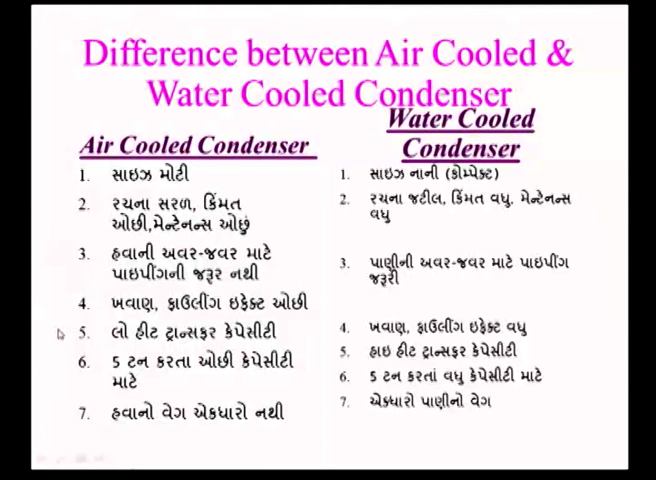 Difference between Air Cooled &
Water Cooled Condenser
Air Cooled Condenser
1. સાઇઝ મોટી
2. રચના સરળ, કિંમત
ઓછી,મેન્ટેનન્સ ઓછું
3. હવાની અવર-જવર માટે
પાઇપીંગની જરૂર નથી
4. ખવાણ, ફાઉલીંગ ઇફેક્ટ ઓછી
5. લો હીટ ટ્રાન્સફર કેપેસીટી
6. 5 ટન કરતા ઓછી કેપેસીટી
માટે
7. હવાનો વેગ એકધારો નથી
Water Cooled
Condenser
1. સાઇઝ નાની (કોમ્પેક્ટ)
2. રચના જટીલ, કિંમત વધુ. મેન્ટેનન્સ
વધુ
3. પાણીની અવર-જવર માટે પાઇપીંગ
જરૂરી
4. ખવાણ, ફાઉલીંગ ઇફેક્ટ વધુ
5. હાઇ હીટ ટ્રાન્સફર કેપેસીટી
6. 5 ટન કરતાં વધુ કેપેસીટી માટે
7. એકધારો પાણીનો વેગ